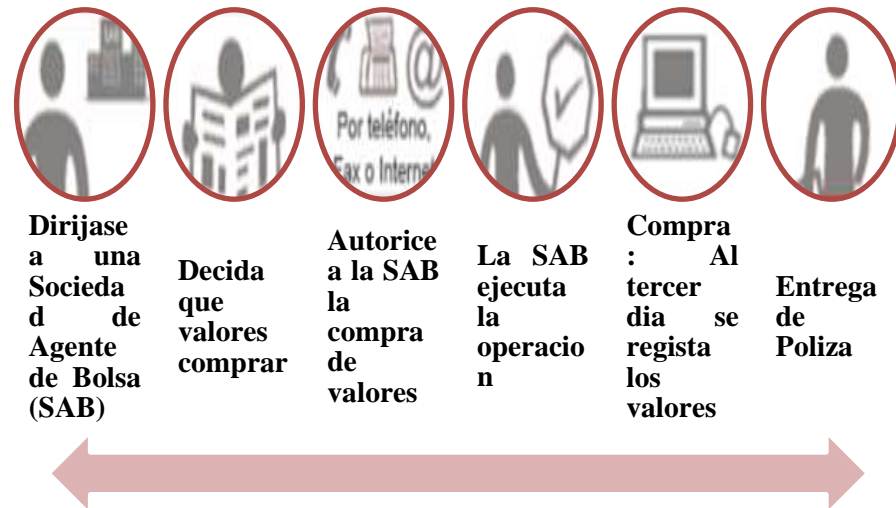 Por teléfono,
Fax o Internet
Dirijase
a una
Socieda
d de
Agente
de Bolsa
(SAB)
Decida
que
valores
comprar
Autorice
a la SAB
la
compra
de
valores
La SAB
ejecuta
la
operacio
n
Compra
: Al
tercer
dia se
regista
los
valores
Entrega
de
Poliza